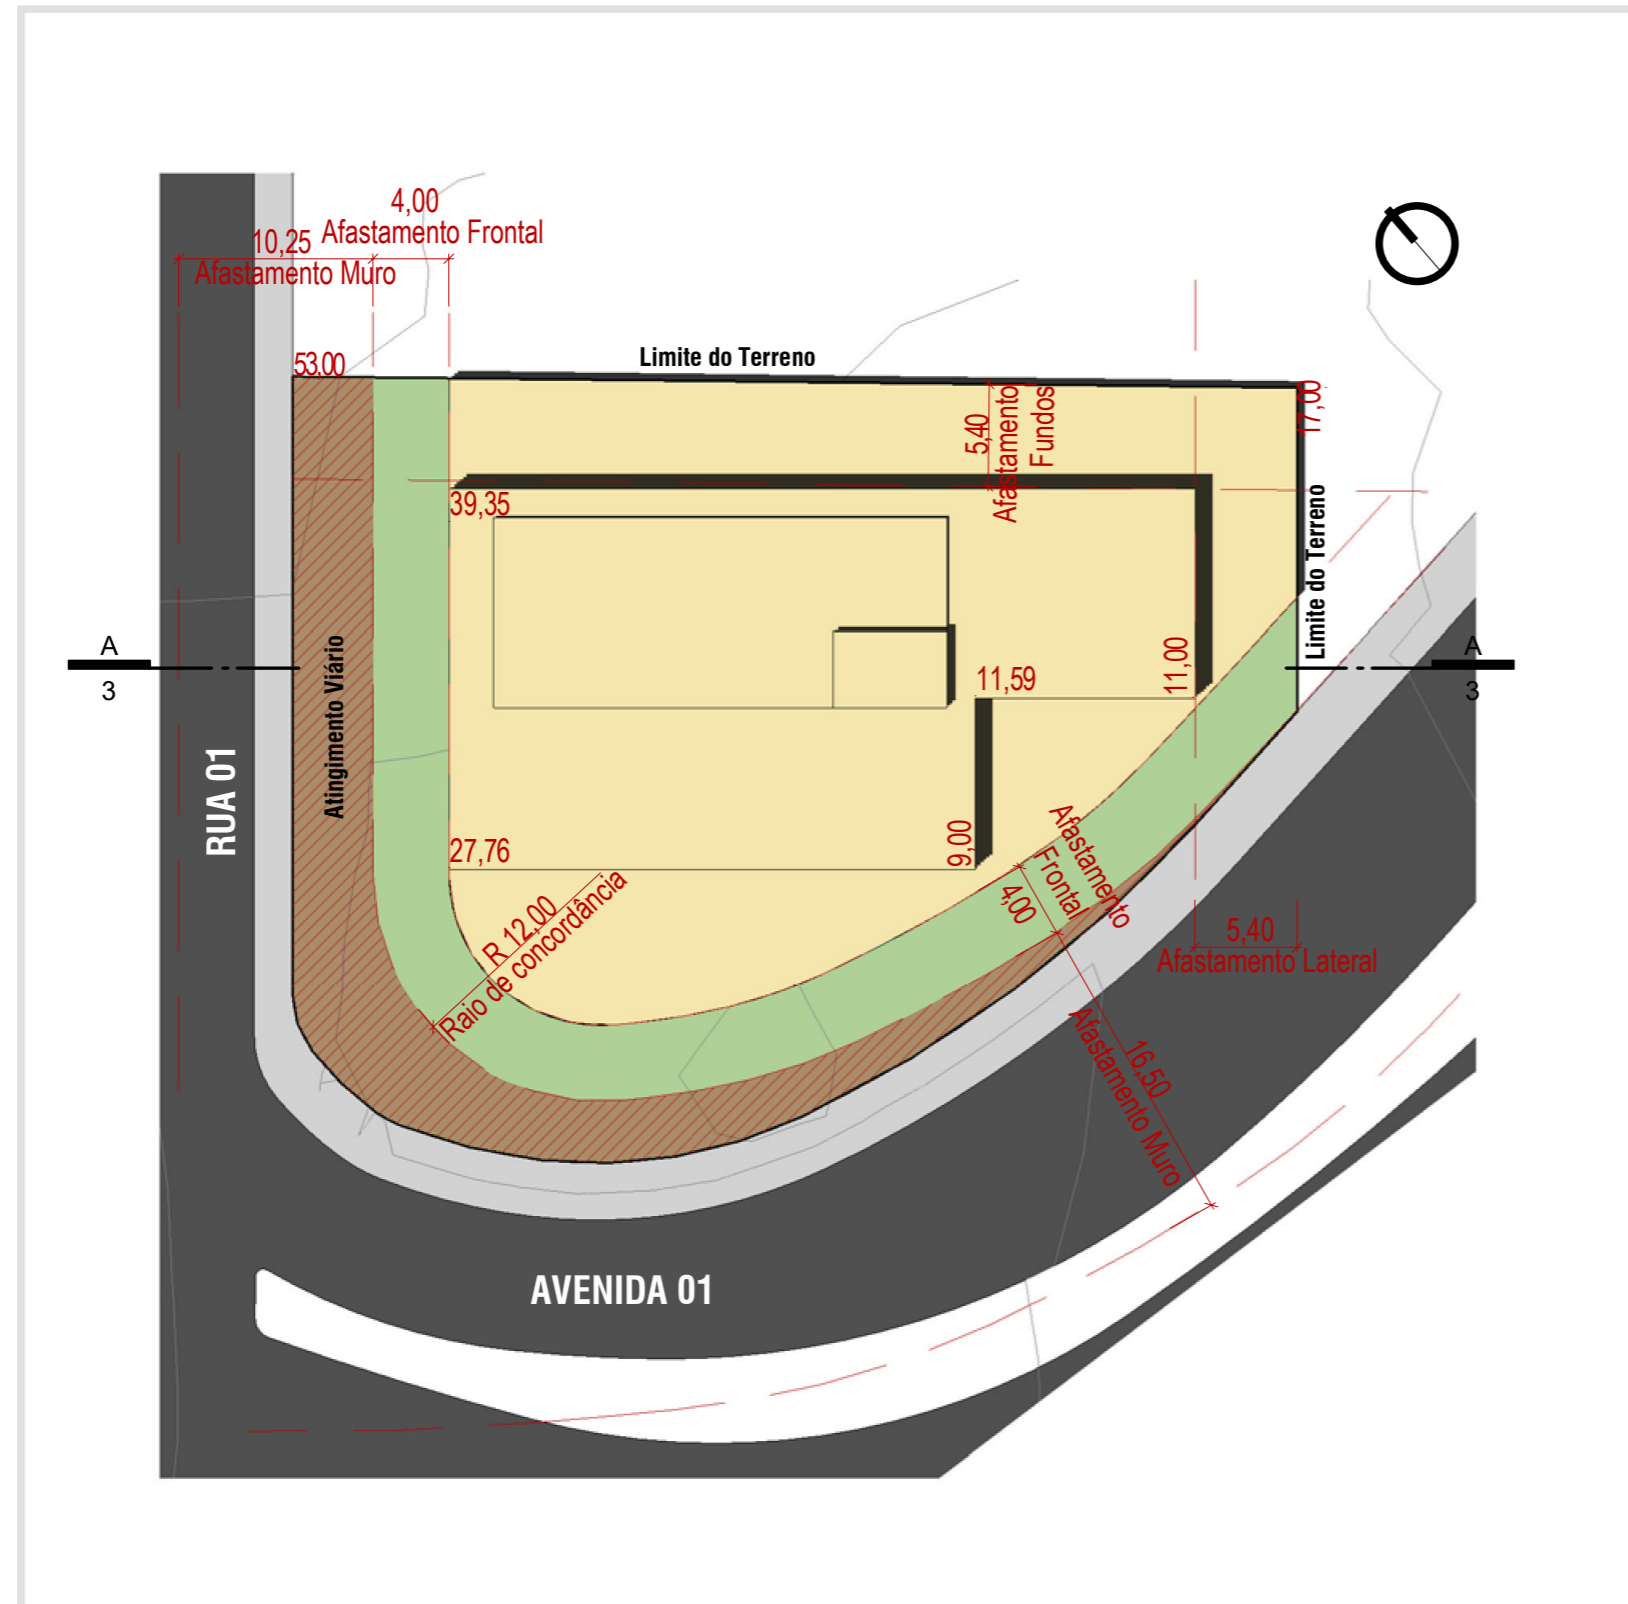 4,00
Afastamento Frontal
10,25
Afastamento Muro
53,00
Limite do Terreno
17,00
5,40
Afastamento
Fundos
39,35
Limite do Terreno
A
3
Atingimento Viário
11,59
11,00
A
3
RUA 01
27,76
9,00
Afastamento
Frontal
4,00
R 12,00
Raio de concordância
5,40
Afastamento Lateral
16,50
Afastamento Muro
AVENIDA 01